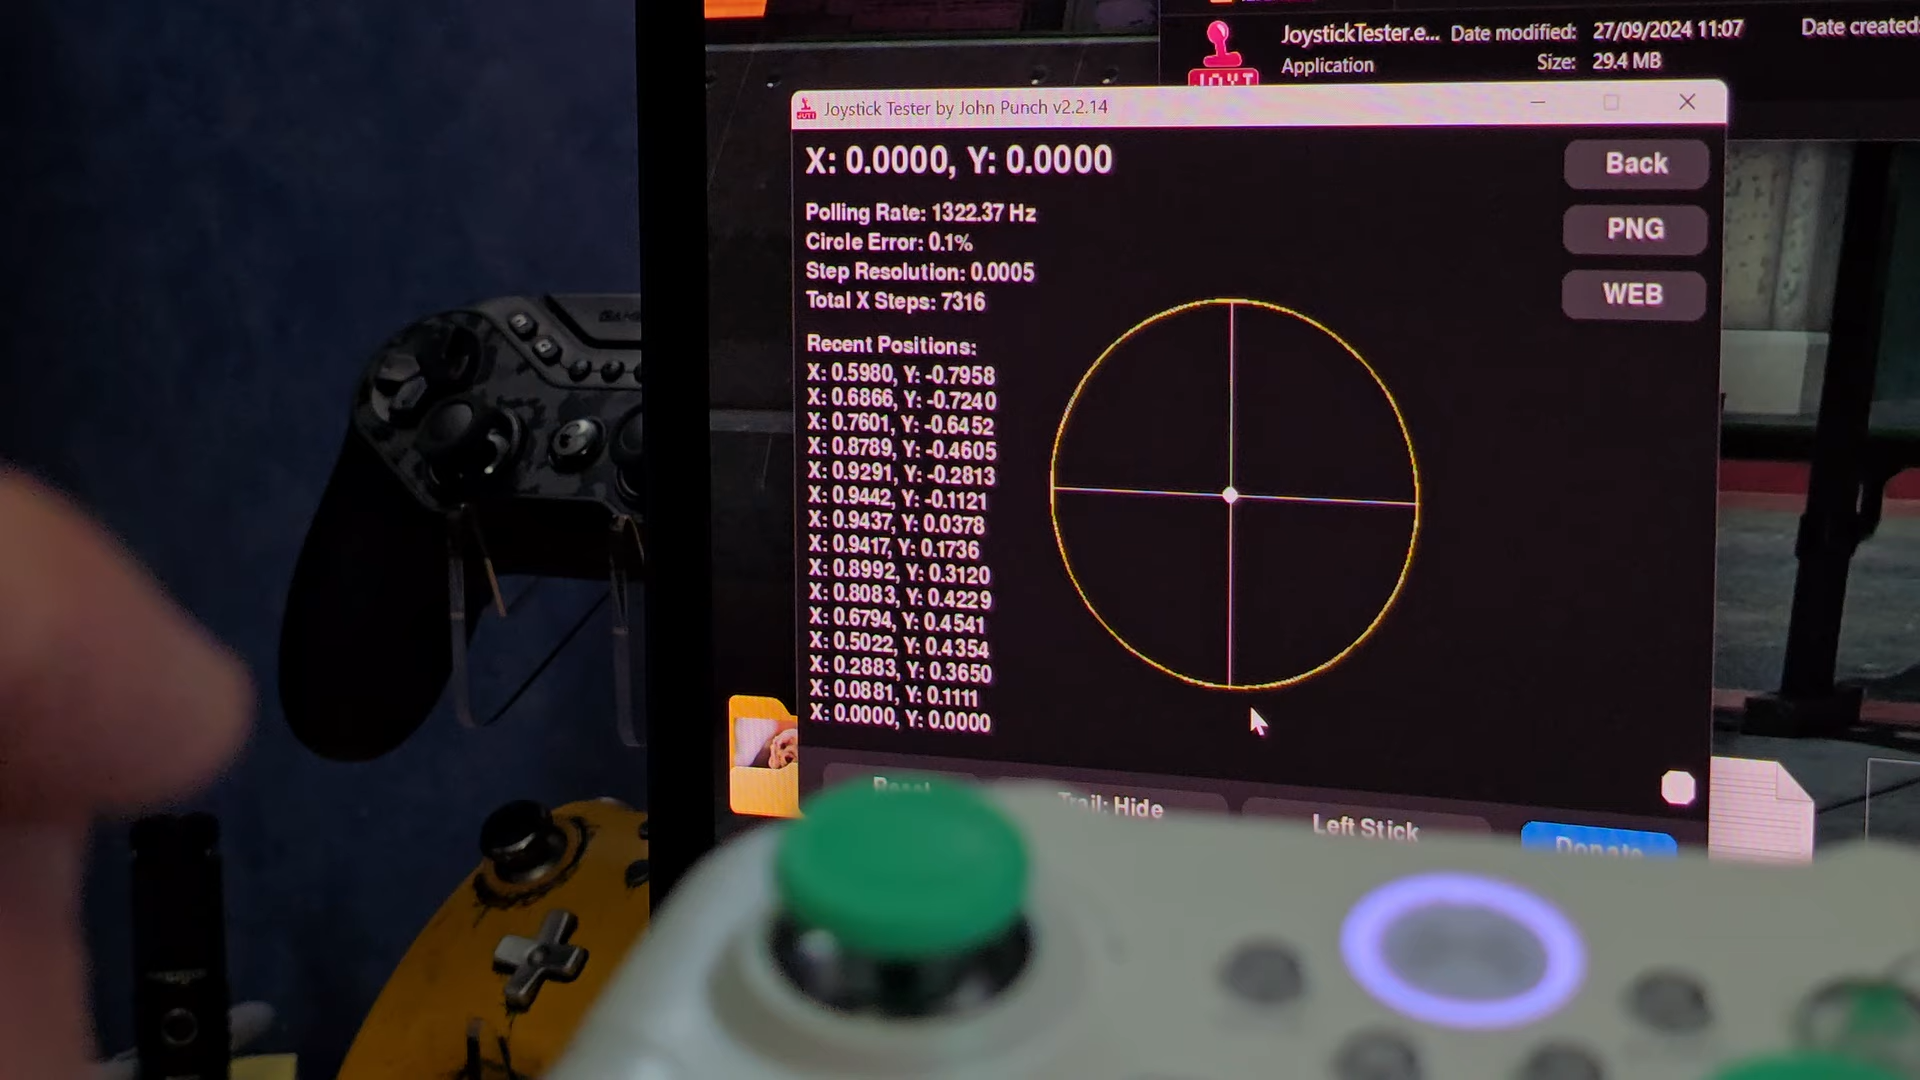 JoystickTester.e... Date modified: 27/09/2024 11:07 Date created:
Application Size: 29.4 MB
JOYT
Joystick Tester by John Punch v2.2.14
X: 0.0000, Y: 0.0000
Back
Polling Rate: 1322.37 Hz
PNG
Circle Error: 0.1%
Step Resolution: 0.0005
WEB
Total X Steps: 7316
Recent Positions:
X: 0.5980, Y: -0.7958
X: 0.6866, Y: -0.7240
X: 0.7601, Y: -0.6452
X: 0.8789, Y: -0.4605
X: 0.9291, Y: -0.2813
X: 0.9442, Y: -0.1121
X: 0.9437, Y: 0.0378
X: 0.9417, Y: 0.1736
X: 0.8992, Y: 0.3120
X: 0.8083, Y: 0.4229
X: 0.6794, Y: 0.4541
X: 0.5022, Y: 0.4354
X: 0.2883, Y: 0.3650
X: 0.0881, Y: 0.1111
X: 0.0000, Y: 0.0000
Reset
Trail: Hide
Left Stick
Donate